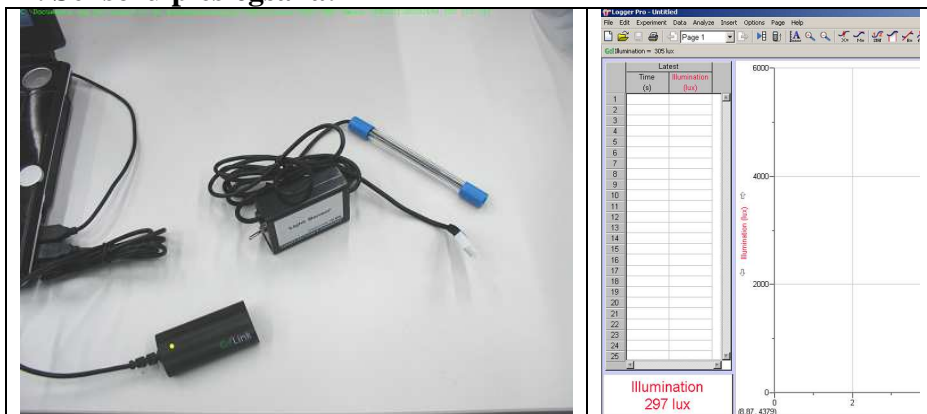 Light Sensor
Go!Link
Logger Pro - Untitled
File Edit Experiment Data Analyze Insert Options Page Help
Page 1
Go! Illumination = 305 lux
Latest
Time
(s)
Illumination
(lux)
1
2
3
4
5
6
7
8
9
10
11
12
13
14
15
16
17
18
19
20
21
22
23
24
25
Illumination
297 lux
6000
4000
2000
0
Illumination (lux)
0
2
(8.87, 4379)